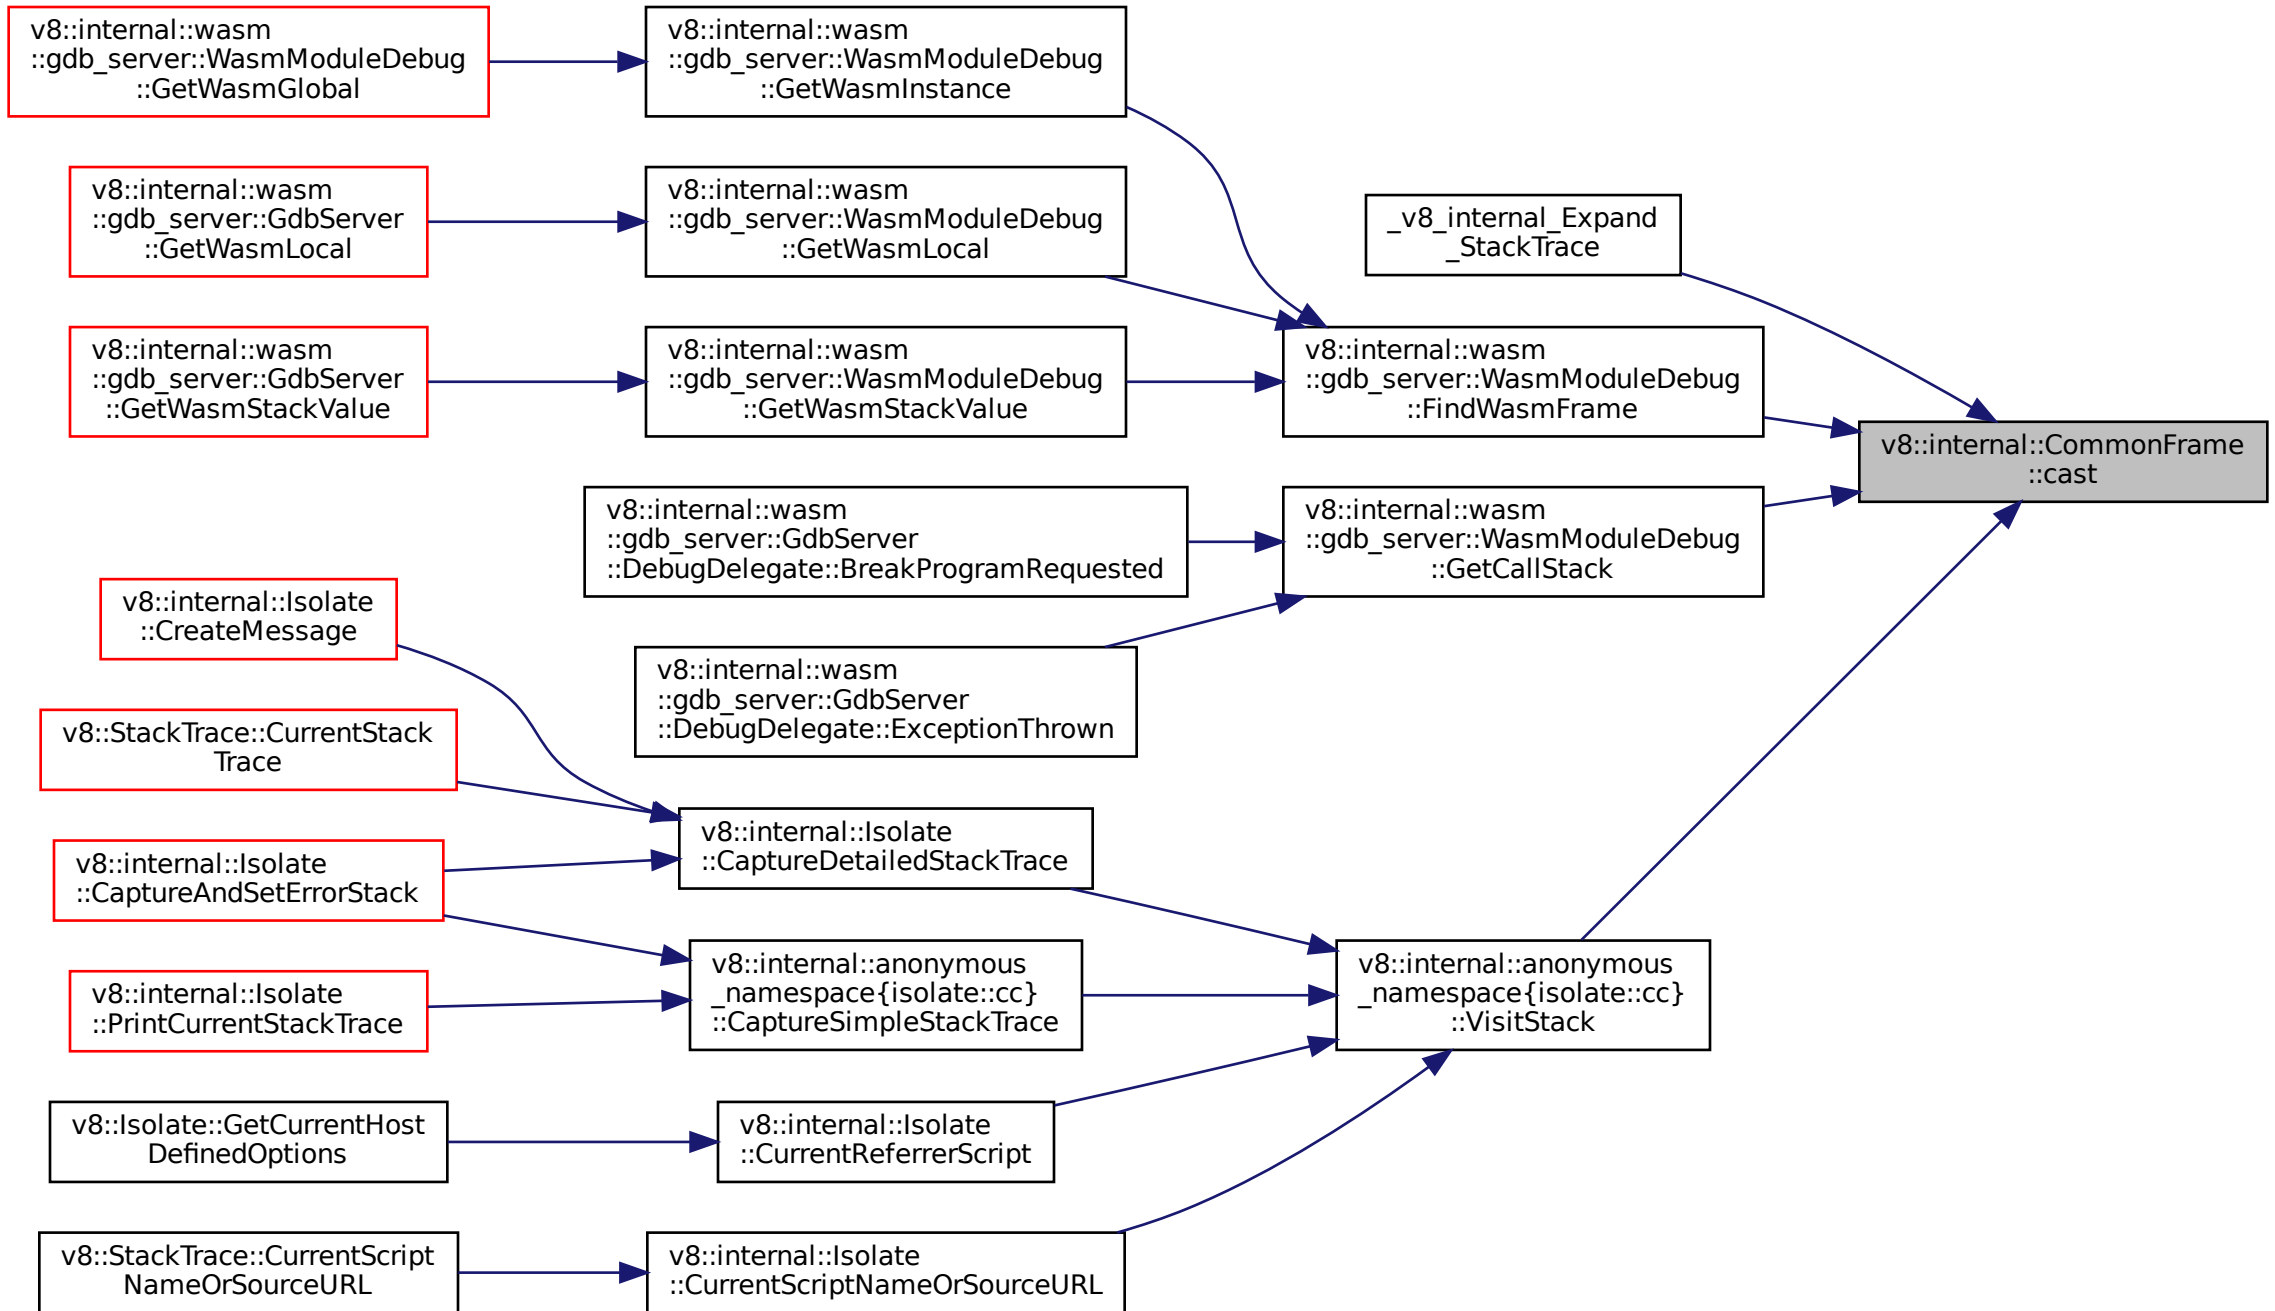 v8::internal::wasm
::gdb_server::WasmModuleDebug
::GetWasmGlobal
v8::internal::wasm
::gdb_server::WasmModuleDebug
::GetWasmInstance
v8::internal::wasm
::gdb_server::GdbServer
::GetWasmLocal
v8::internal::wasm
::gdb_server::WasmModuleDebug
::GetWasmLocal
_v8_internal_Expand
_StackTrace
v8::internal::wasm
::gdb_server::GdbServer
::GetWasmStackValue
v8::internal::wasm
::gdb_server::WasmModuleDebug
::GetWasmStackValue
v8::internal::wasm
::gdb_server::WasmModuleDebug
::FindWasmFrame
v8::internal::CommonFrame
::cast
v8::internal::wasm
::gdb_server::GdbServer
::DebugDelegate::BreakProgramRequested
v8::internal::wasm
::gdb_server::WasmModuleDebug
::GetCallStack
v8::internal::Isolate
::CreateMessage
v8::internal::wasm
::gdb_server::GdbServer
::DebugDelegate::ExceptionThrown
v8::StackTrace::CurrentStack
Trace
v8::internal::Isolate
::CaptureDetailedStackTrace
v8::internal::Isolate
::CaptureAndSetErrorStack
v8::internal::anonymous
_namespace{isolate::cc}
::CaptureSimpleStackTrace
v8::internal::anonymous
_namespace{isolate::cc}
::VisitStack
v8::internal::Isolate
::PrintCurrentStackTrace
v8::Isolate::GetCurrentHost
DefinedOptions
v8::internal::Isolate
::CurrentReferrerScript
v8::StackTrace::CurrentScript
NameOrSourceURL
v8::internal::Isolate
::CurrentScriptNameOrSourceURL